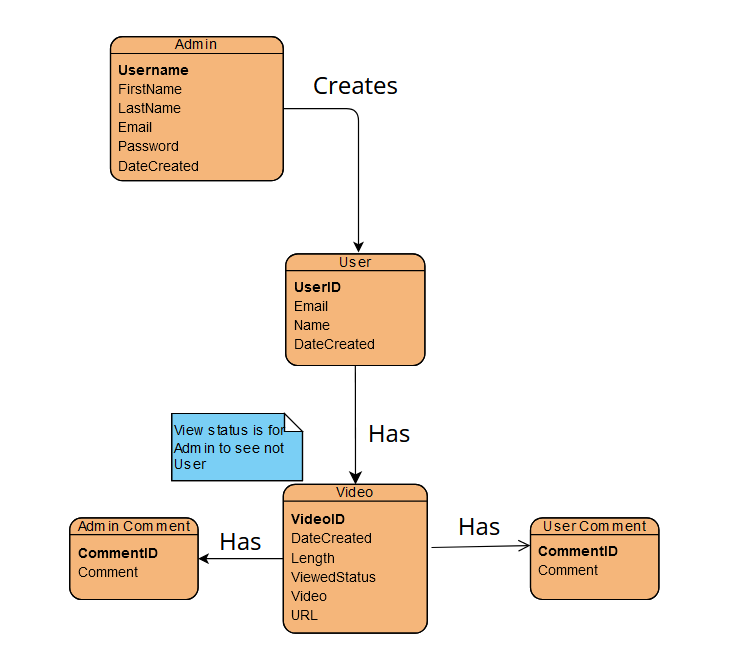 Admin
Username
FirstName
LastName
Email
Password
DateCreated
Creates
User
UserID
Email
Name
DateCreated
Has
View status is for
Admin to see not
User
Video
VideoID
DateCreated
Length
ViewedStatus
Video
URL
Has
Admin Comment
CommentID
Comment
Has
User Comment
CommentID
Comment